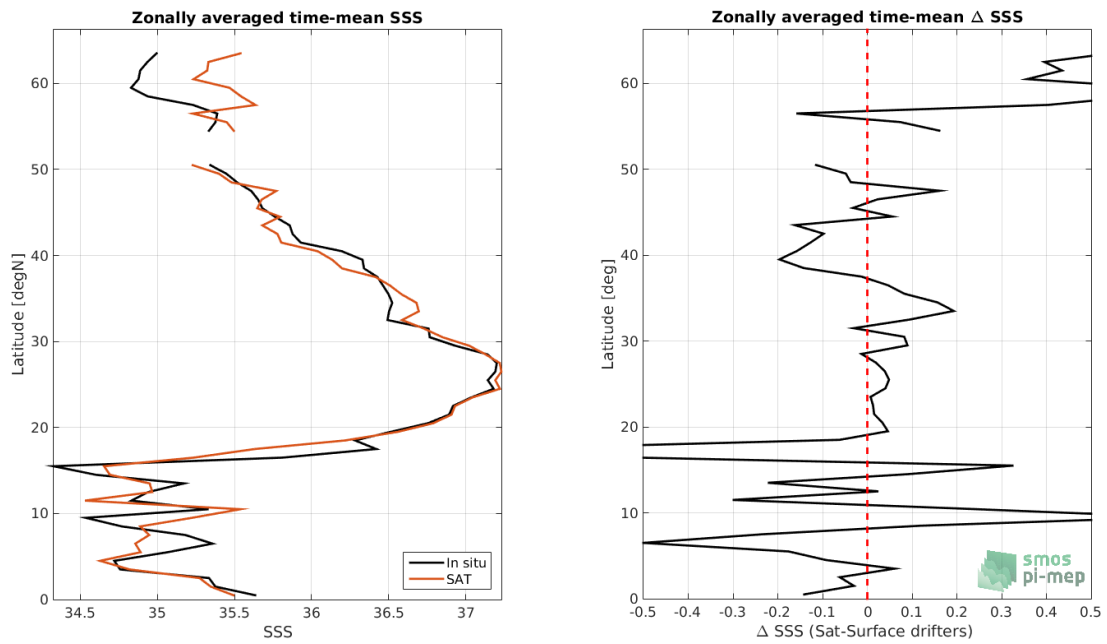 Zonally averaged time-mean SSS
Latitude [degN]
60
50
40
30
20
10
0
34.5 35 35.5 36 36.5 37
SSS
In situ
SAT
Zonally averaged time-mean Δ SSS
Latitude [deg]
60
50
40
30
20
10
0
-0.5 -0.4 -0.3 -0.2 -0.1 0 0.1 0.2 0.3 0.4 0.5
Δ SSS (Sat-Surface drifters)
smos
pi-mep